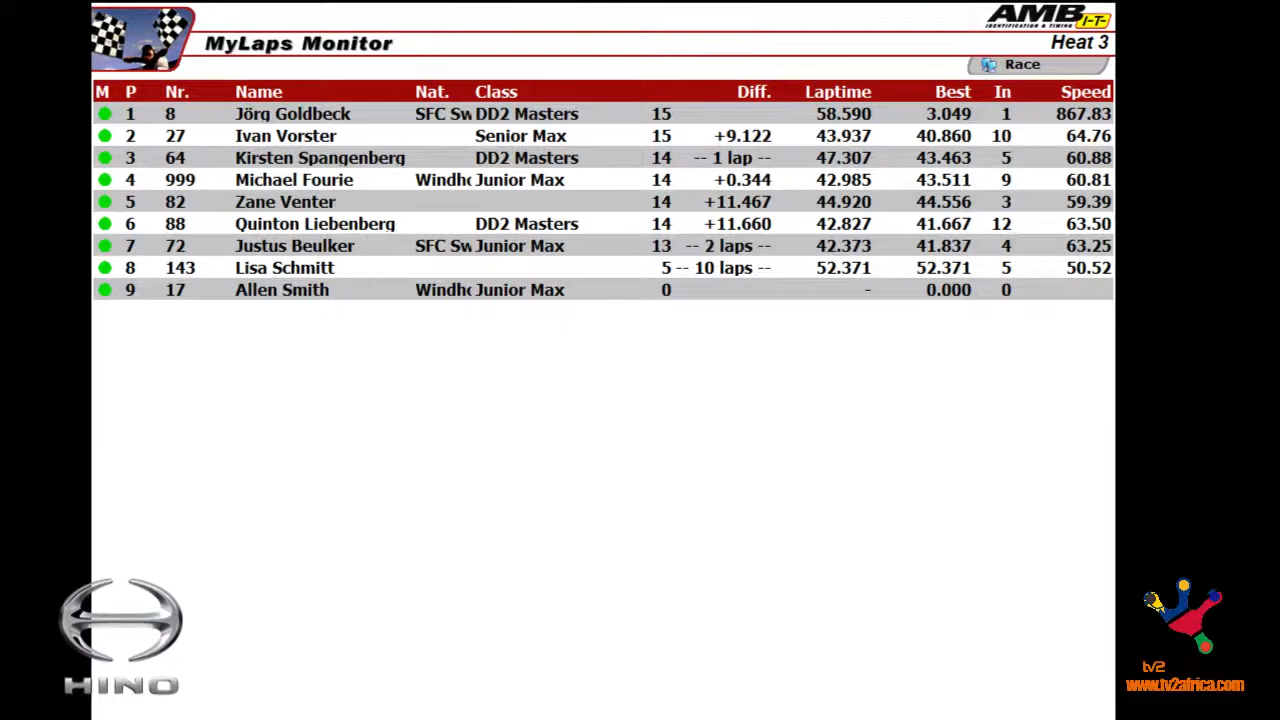 AMB I-T-
IDENTIFICATION & TIMING
MyLaps Monitor
Heat 3
Race
M P Nr. Name Nat. Class Diff. Laptime Best In Speed
1 8 Jörg Goldbeck SFC Sw DD2 Masters 15 58.590 3.049 1 867.83
2 27 Ivan Vorster Senior Max 15 +9.122 43.937 40.860 10 64.76
3 64 Kirsten Spangenberg DD2 Masters 14 -- 1 lap -- 47.307 43.463 5 60.88
4 999 Michael Fourie Windho Junior Max 14 +0.344 42.985 43.511 9 60.81
5 82 Zane Venter 14 +11.467 44.920 44.556 3 59.39
6 88 Quinton Liebenberg DD2 Masters 14 +11.660 42.827 41.667 12 63.50
7 72 Justus Beulker SFC Sw Junior Max 13 -- 2 laps -- 42.373 41.837 4 63.25
8 143 Lisa Schmitt 5 -- 10 laps -- 52.371 52.371 5 50.52
9 17 Allen Smith Windho Junior Max 0 - 0.000 0
HINO
tv2
www.tv2africa.com